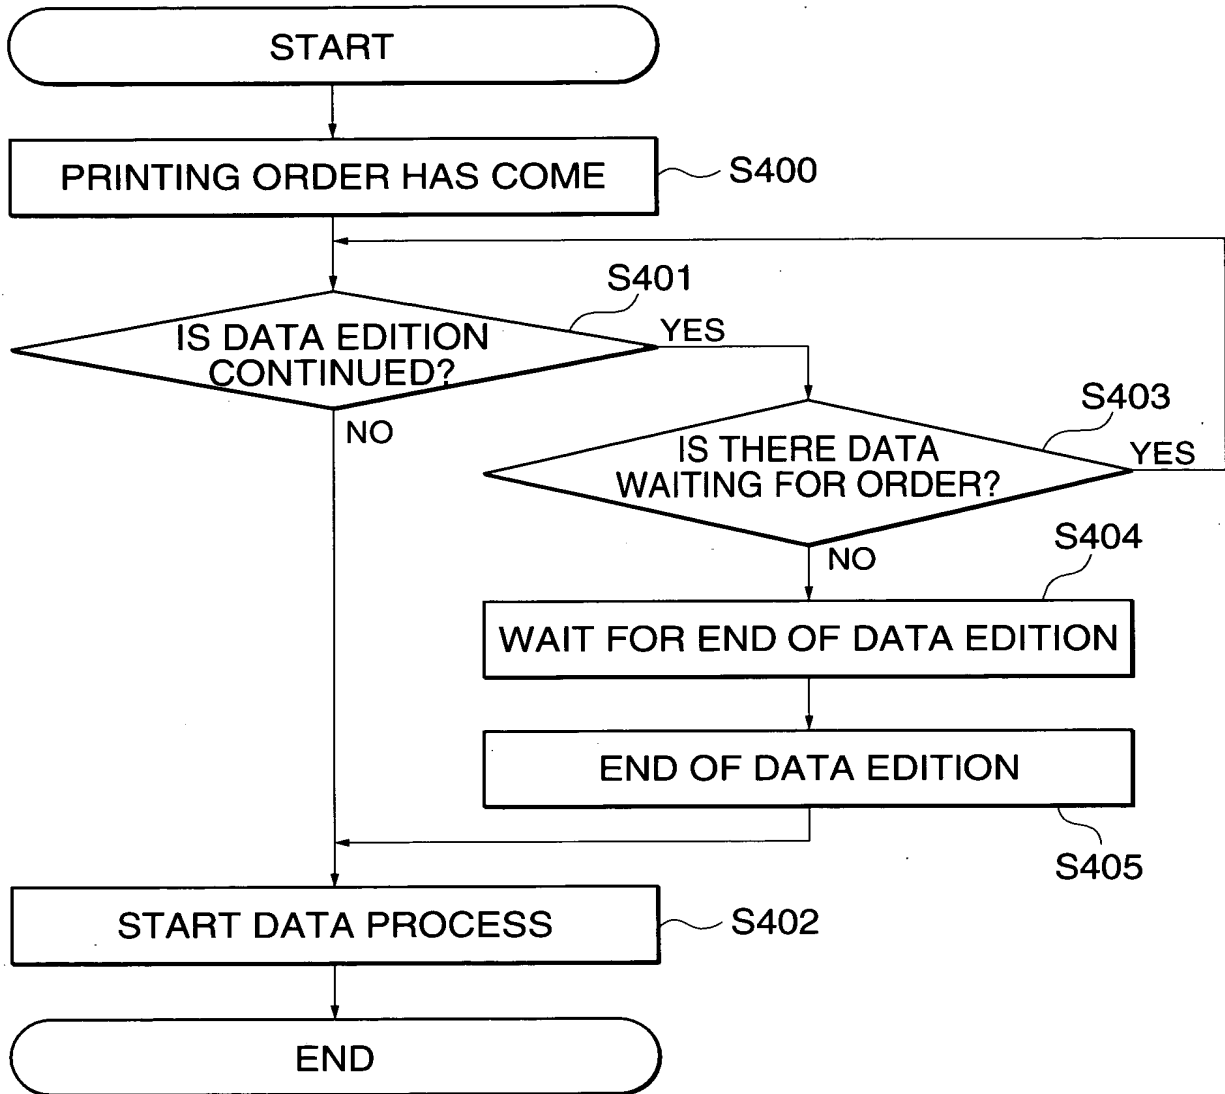 START
PRINTING ORDER HAS COME
S400
S401
IS DATA EDITION
CONTINUED?
YES
NO
S403
IS THERE DATA
WAITING FOR ORDER?
YES
NO
S404
WAIT FOR END OF DATA EDITION
END OF DATA EDITION
S405
START DATA PROCESS
S402
END